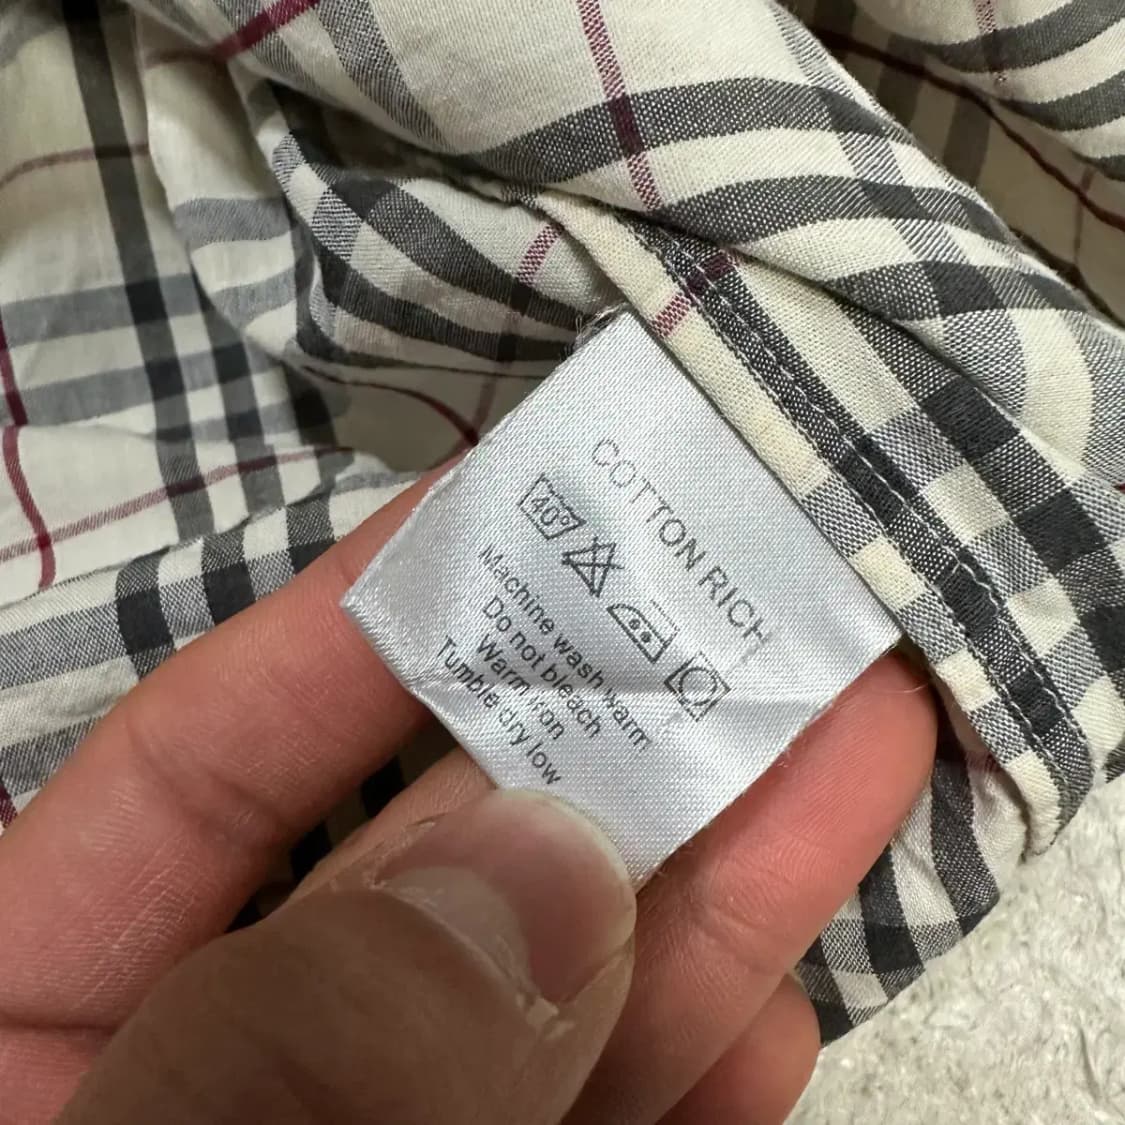 COTTON RICH
40°
Machine wash warm
Do not bleach
Warm iron
Tumble dry low